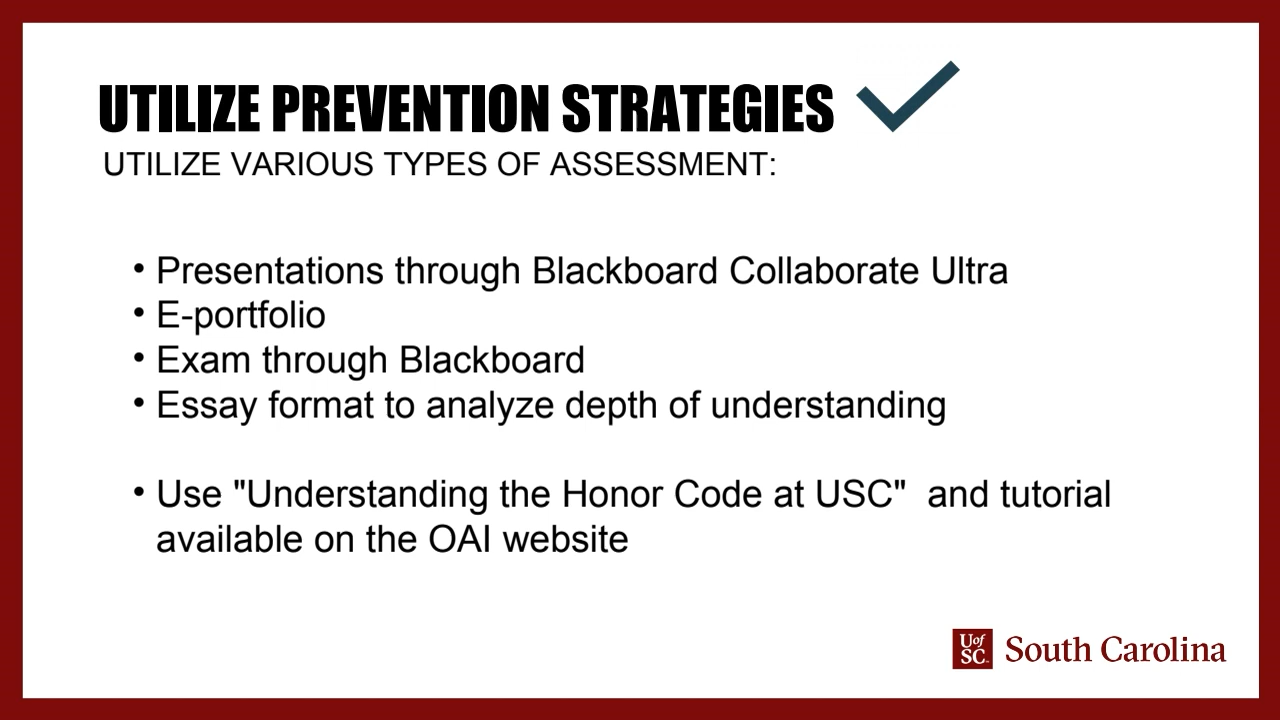 UTILIZE PREVENTION STRATEGIES
UTILIZE VARIOUS TYPES OF ASSESSMENT:
• Presentations through Blackboard Collaborate Ultra
• E-portfolio
• Exam through Blackboard
• Essay format to analyze depth of understanding
• Use "Understanding the Honor Code at USC"  and tutorial
available on the OAI website
Uof
SC
South Carolina